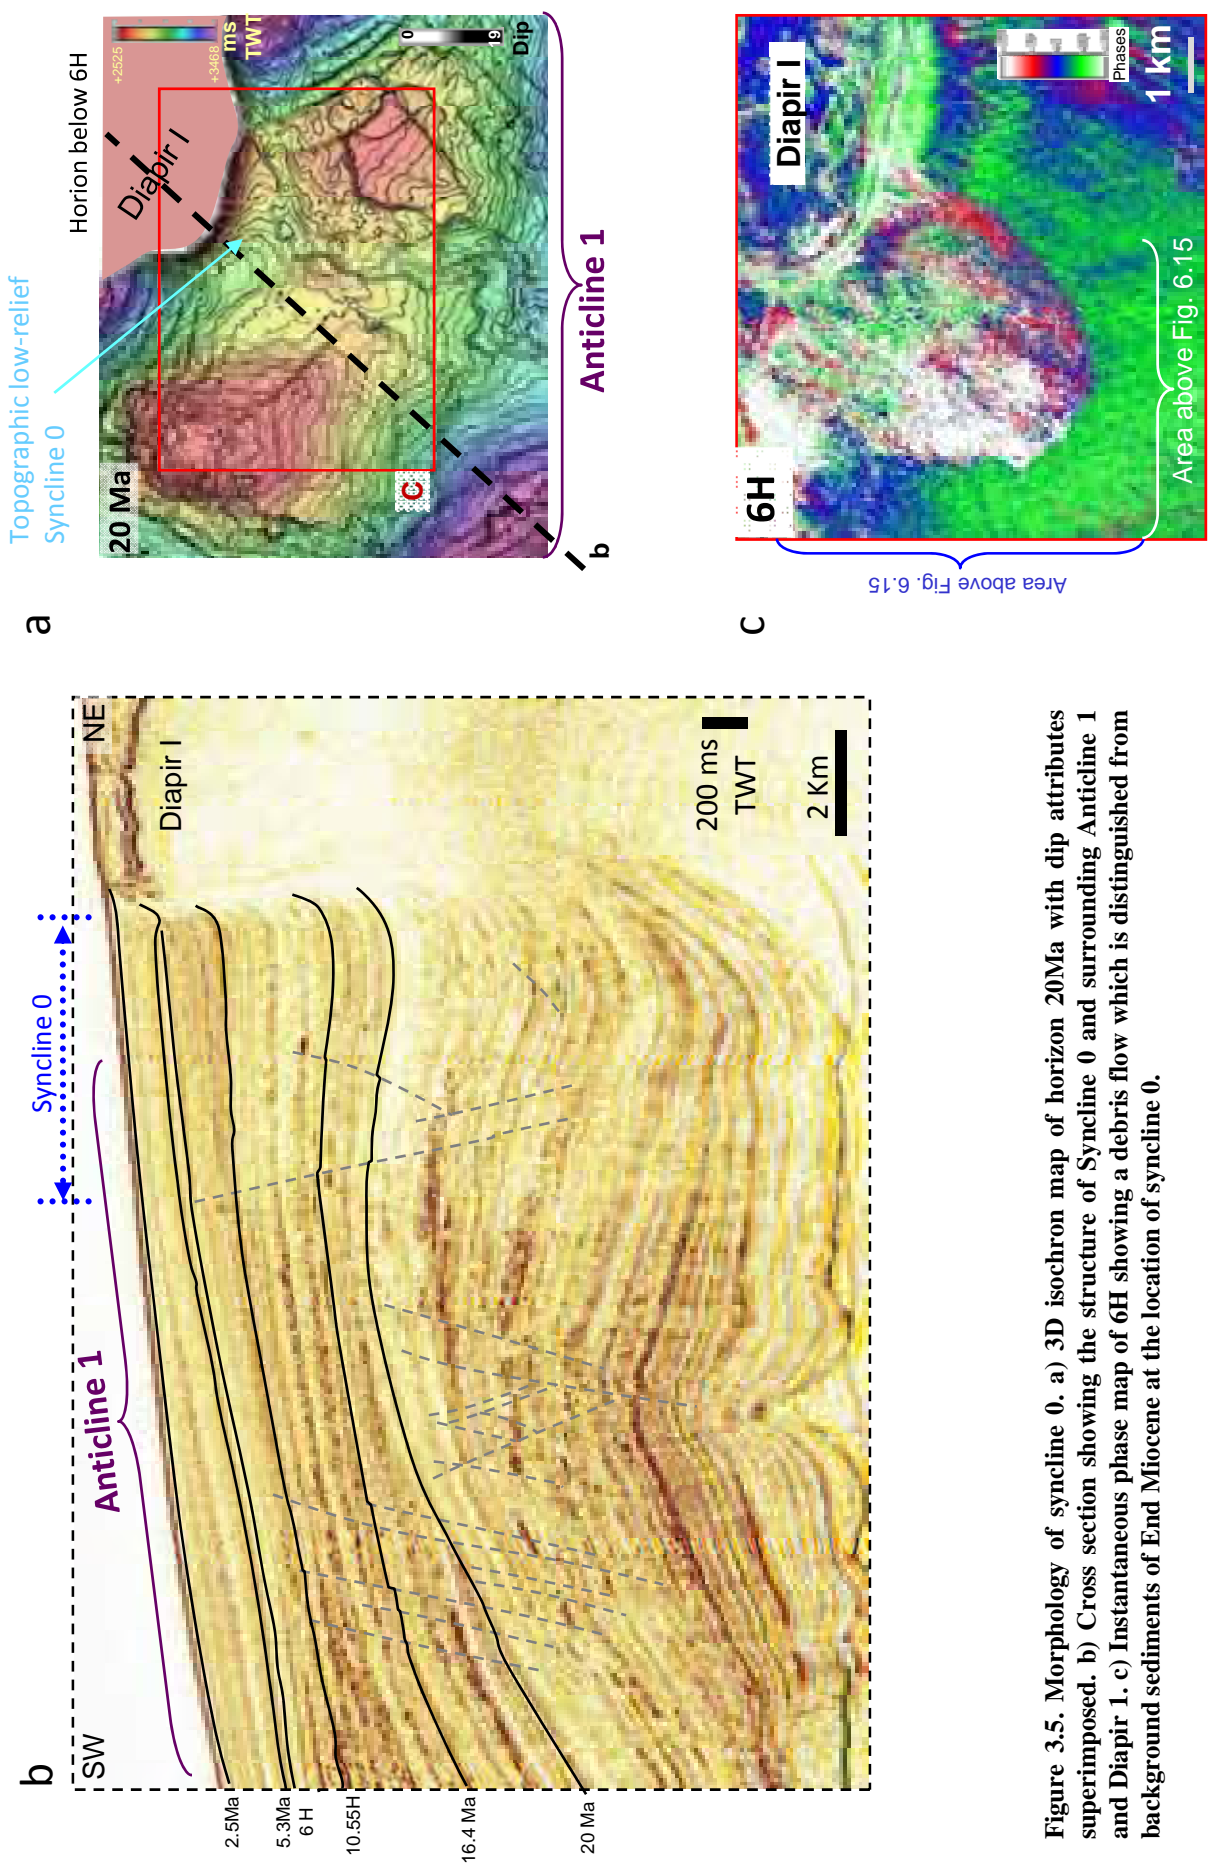 a
Topographic low-relief
Syncline 0
Horion below 6H
20 Ma
Diapir I
+2525
+3468
ms
TWT
0
19
Dip
C
b
Anticline 1
b
SW
NE
Anticline 1
Syncline 0
Diapir I
2.5Ma
5.3Ma
6 H
10.55H
16.4 Ma
20 Ma
200 ms
TWT
2 Km
c
6H
Diapir I
Phases
1 km
Area above Fig. 6.15
Area above Fig. 6.15
Figure 3.5. Morphology of syncline 0. a) 3D isochron map of horizon 20Ma with dip attributes
superimposed. b) Cross section showing the structure of Syncline 0 and surrounding Anticline 1
and Diapir 1. c) Instantaneous phase map of 6H showing a debris flow which is distinguished from
background sediments of End Miocene at the location of syncline 0.